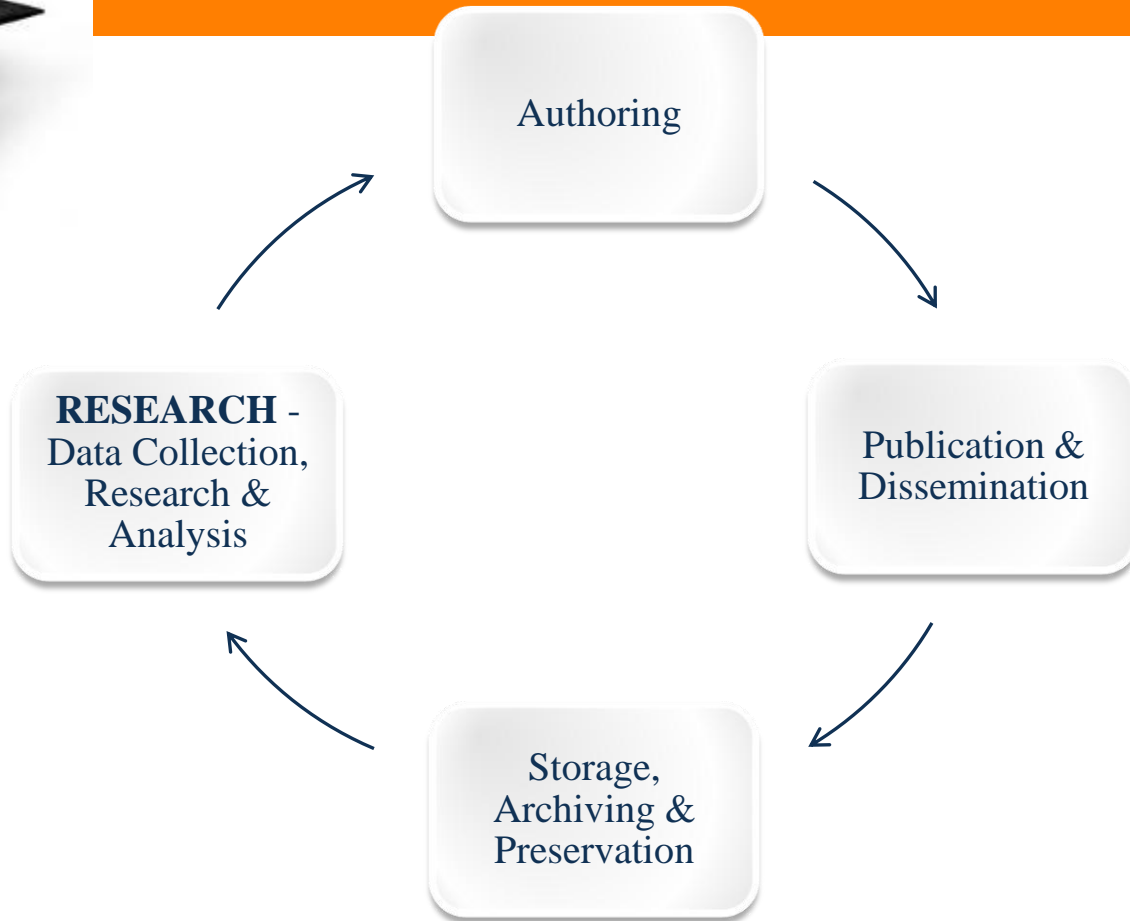 Authoring
RESEARCH -
Data Collection,
Research &
Analysis
Publication &
Dissemination
Storage,
Archiving &
Preservation